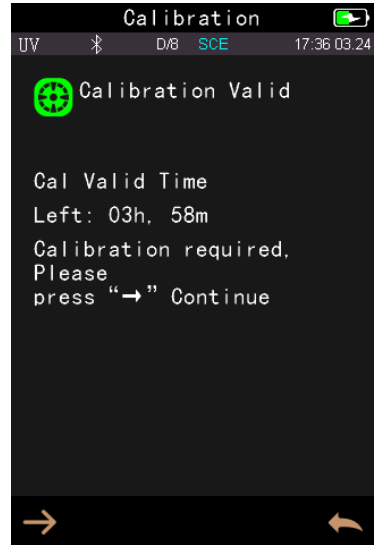 Calibration
UV D/8 SCE 17:36 03.24
Calibration Valid
Cal Valid Time
Left: 03h, 58m
Calibration required,
Please
press “→” Continue